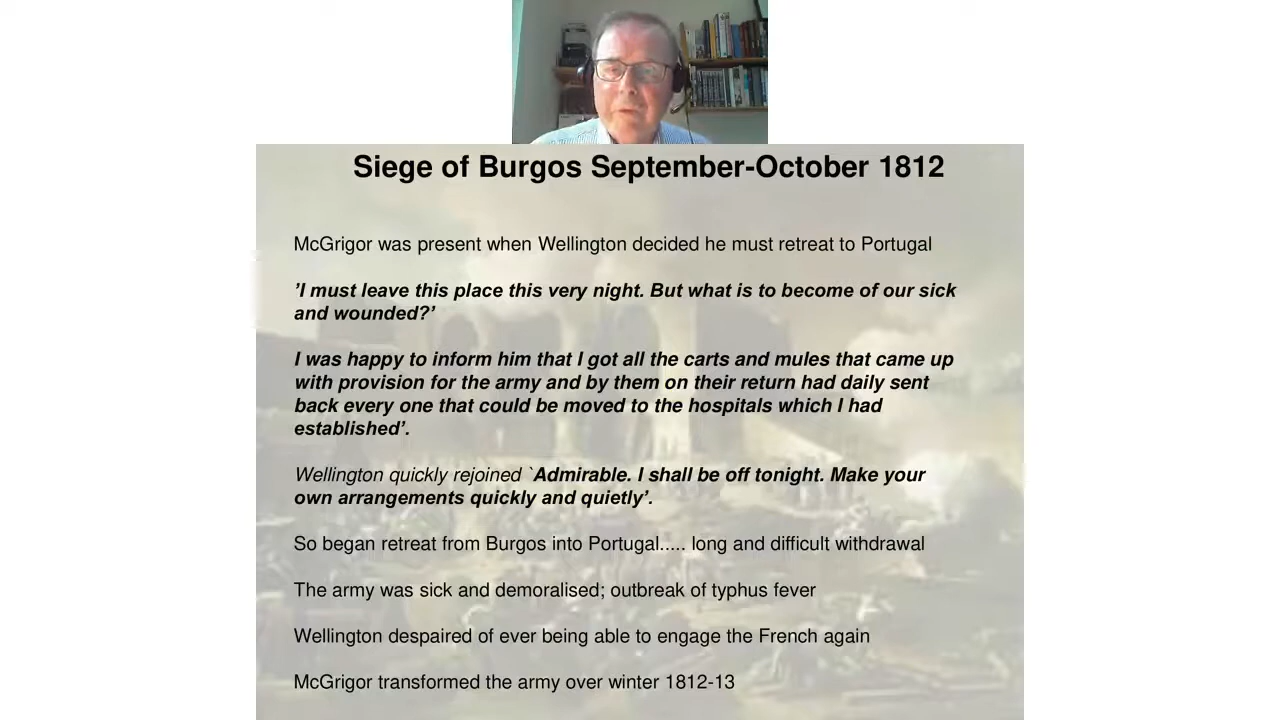 Siege of Burgos September-October 1812
McGrigor was present when Wellington decided he must retreat to Portugal
’I must leave this place this very night. But what is to become of our sick
and wounded?’
I was happy to inform him that I got all the carts and mules that came up
with provision for the army and by them on their return had daily sent
back every one that could be moved to the hospitals which I had
established’.
Wellington quickly rejoined `Admirable. I shall be off tonight. Make your
own arrangements quickly and quietly’.
So began retreat from Burgos into Portugal..... long and difficult withdrawal
The army was sick and demoralised; outbreak of typhus fever
Wellington despaired of ever being able to engage the French again
McGrigor transformed the army over winter 1812-13